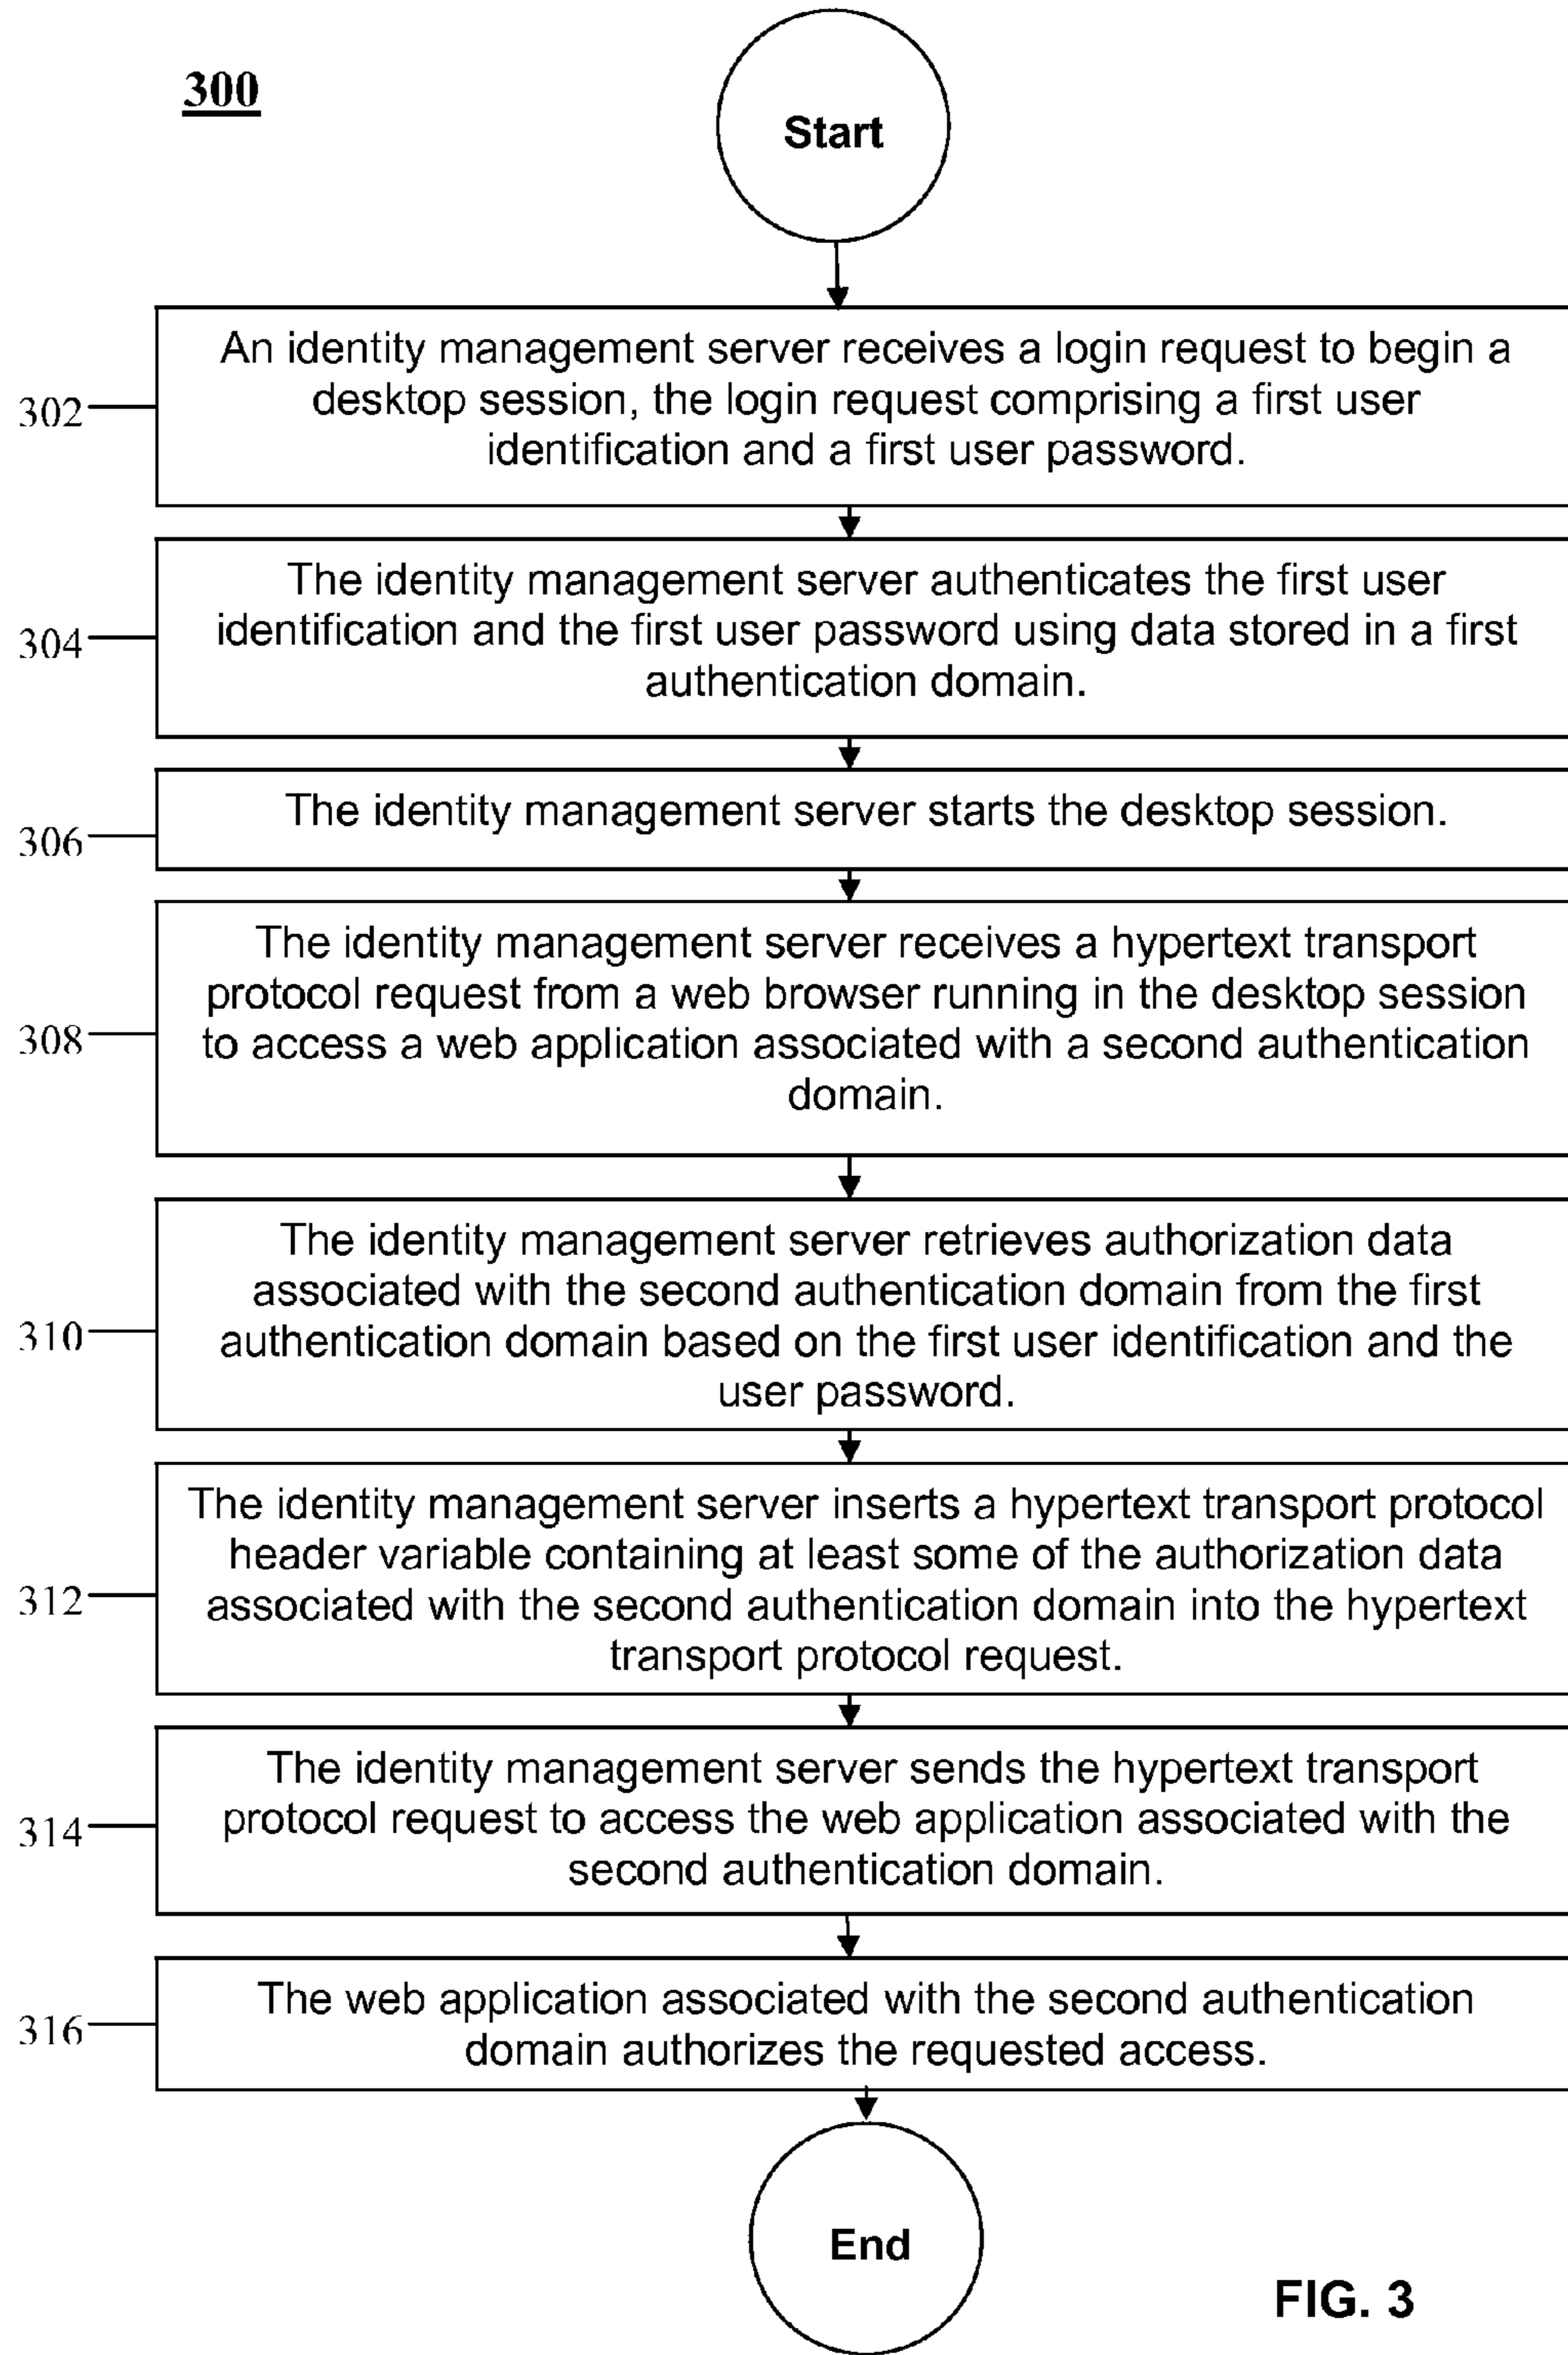 300
Start
An identity management server receives a login request to begin a
desktop session, the login request comprising a first user
identification and a first user password.
302
The identity management server authenticates the first user
identification and the first user password using data stored in a first
authentication domain.
304
The identity management server starts the desktop session.
306
The identity management server receives a hypertext transport
protocol request from a web browser running in the desktop session
to access a web application associated with a second authentication
domain.
308
The identity management server retrieves authorization data
associated with the second authentication domain from the first
authentication domain based on the first user identification and the
user password.
310
The identity management server inserts a hypertext transport protocol
header variable containing at least some of the authorization data
associated with the second authentication domain into the hypertext
transport protocol request.
312
The identity management server sends the hypertext transport
protocol request to access the web application associated with the
second authentication domain.
314
The web application associated with the second authentication
domain authorizes the requested access.
316
End
FIG. 3